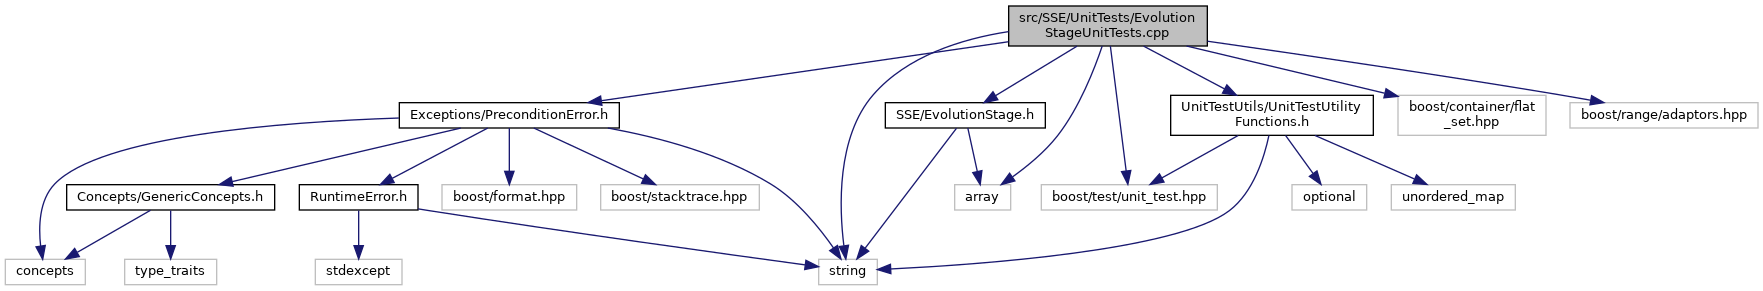 src/SSE/UnitTests/Evolution
StageUnitTests.cpp
Exceptions/PreconditionError.h
SSE/EvolutionStage.h
UnitTestUtils/UnitTestUtility
Functions.h
boost/container/flat
_set.hpp
boost/range/adaptors.hpp
Concepts/GenericConcepts.h
RuntimeError.h
boost/format.hpp
boost/stacktrace.hpp
array
boost/test/unit_test.hpp
optional
unordered_map
concepts
type_traits
stdexcept
string